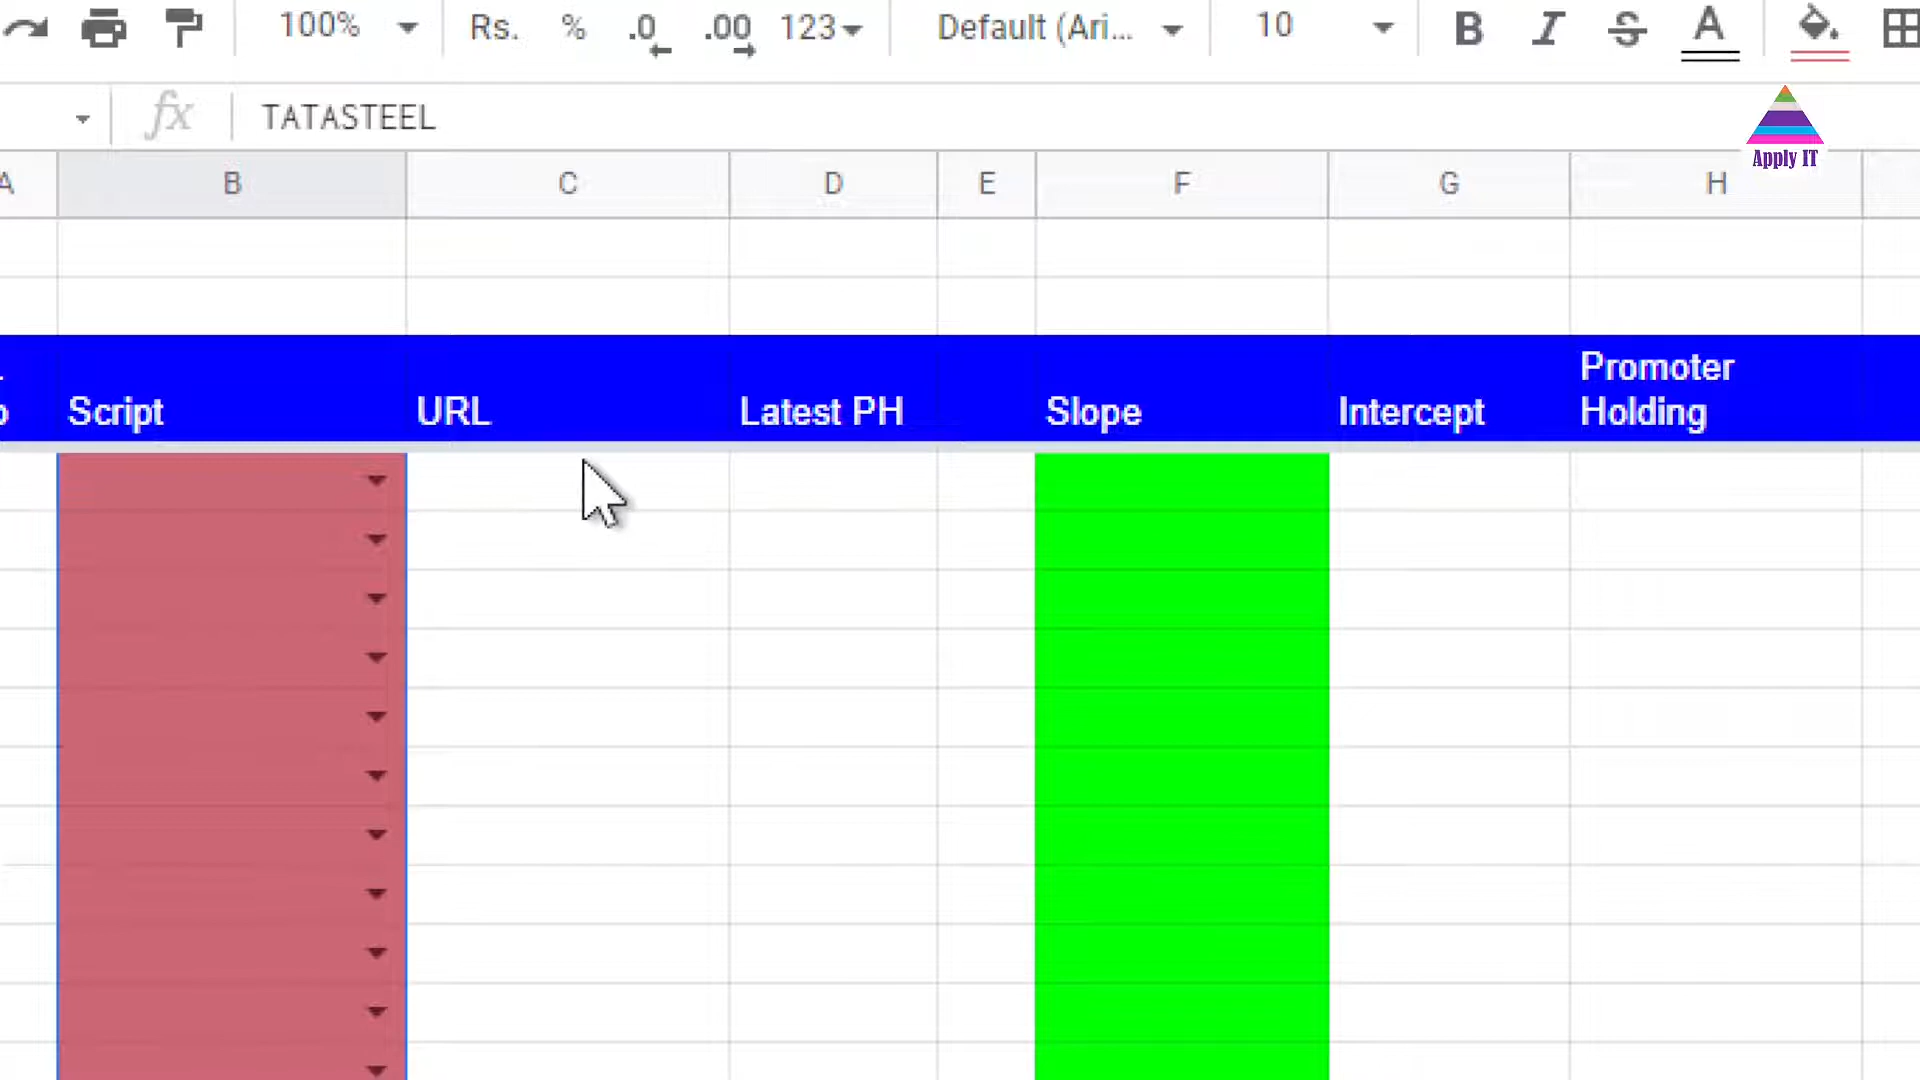 100% Rs. % .0 .00 123 Default (Ari... 10 B I S A
fx TATASTEEL
Apply IT
A B C D E F G H
Script URL Latest PH Slope Intercept Promoter
Holding